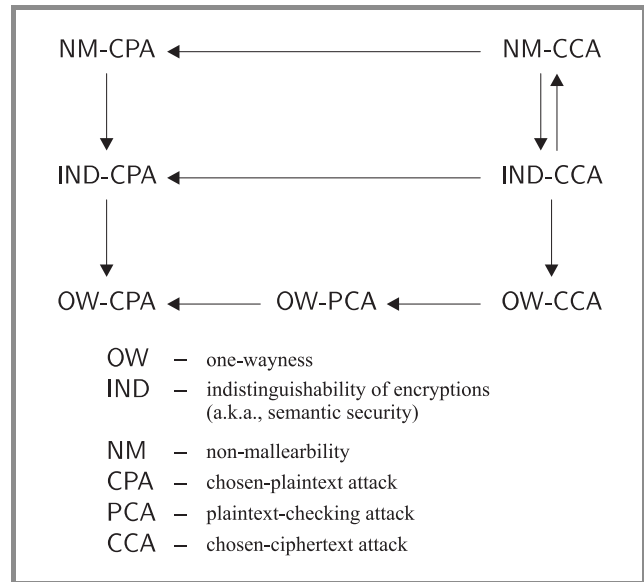 NM-CPA NM-CCA
IND-CPA IND-CCA
OW-CPA OW-PCA OW-CCA
OW – one-wayness
IND – indistinguishability of encryptions
(a.k.a., semantic security)
NM – non-mallearbility
CPA – chosen-plaintext attack
PCA – plaintext-checking attack
CCA – chosen-ciphertext attack